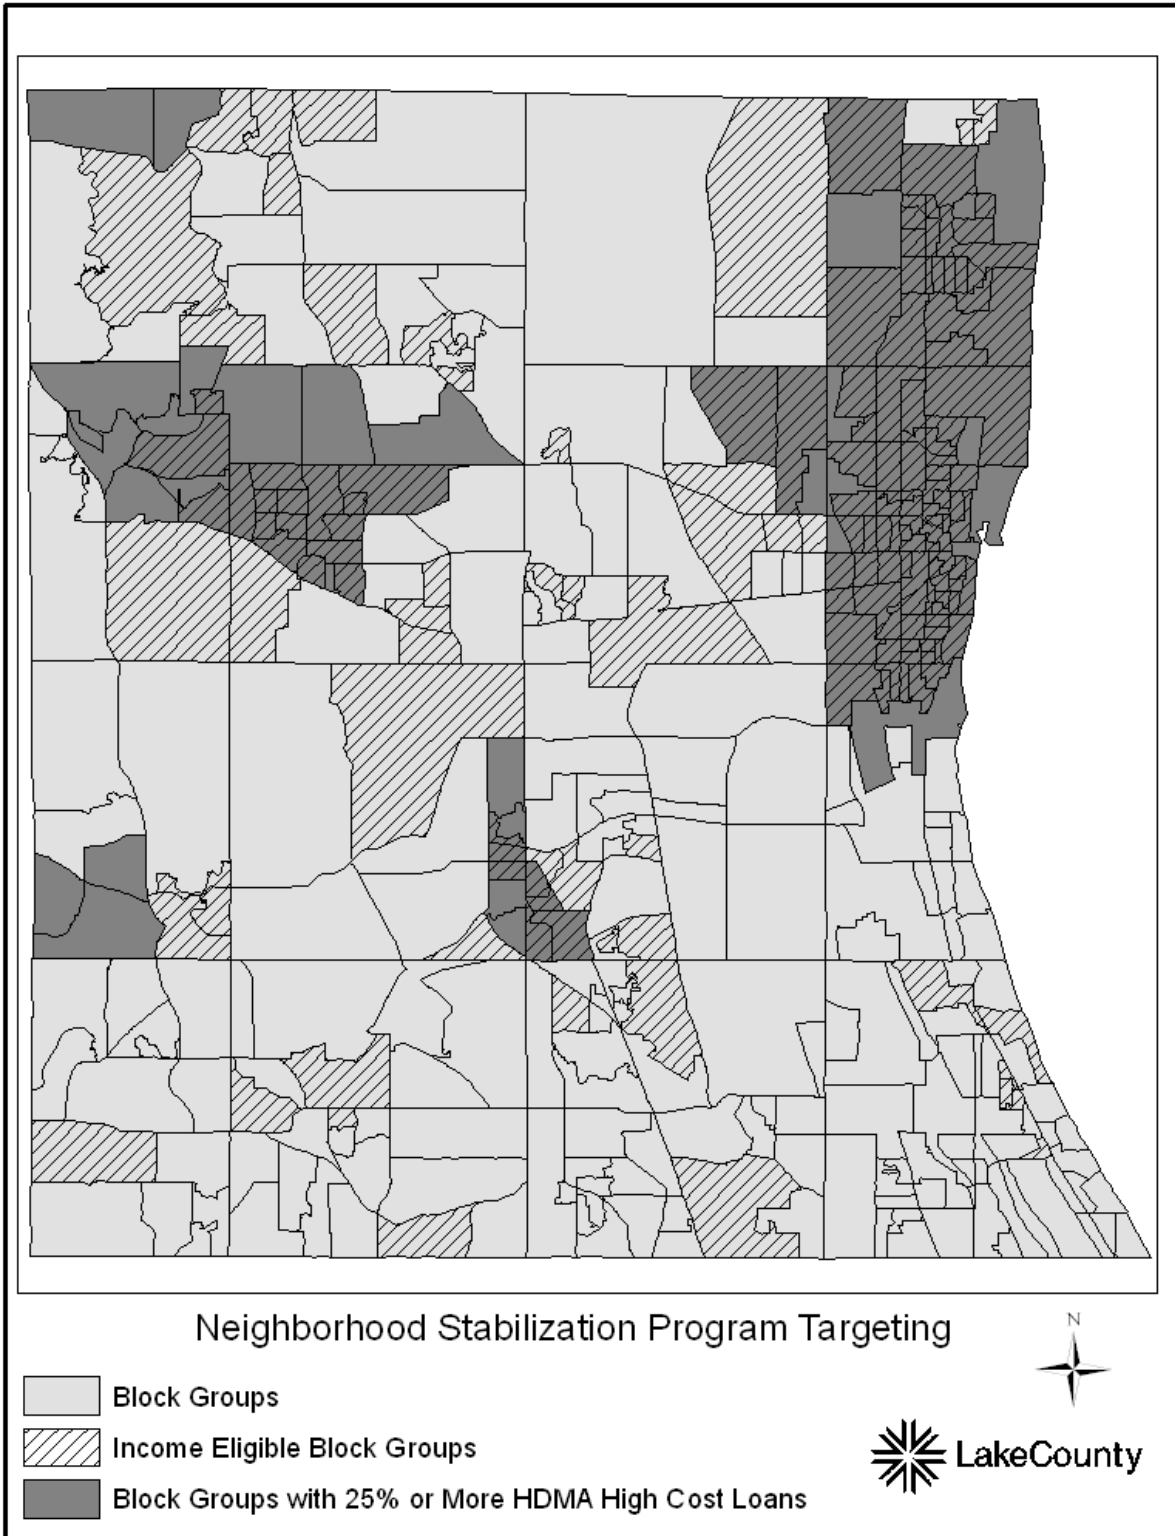 Neighborhood Stabilization Program Targeting
N
Block Groups
Income Eligible Block Groups
LakeCounty
Block Groups with 25% or More HDMA High Cost Loans